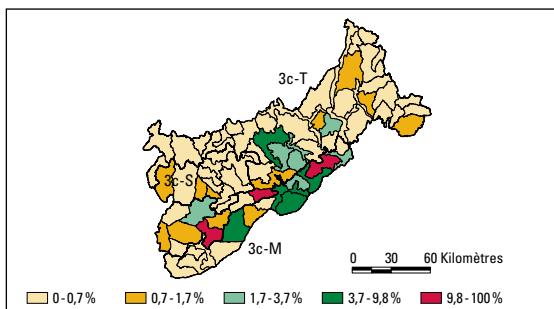 3c-T
3c-S
3c-M
0 30 60 Kilomètres
0 - 0,7 % 0,7 - 1,7 % 1,7 - 3,7 % 3,7 - 9,8 % 9,8 - 100 %